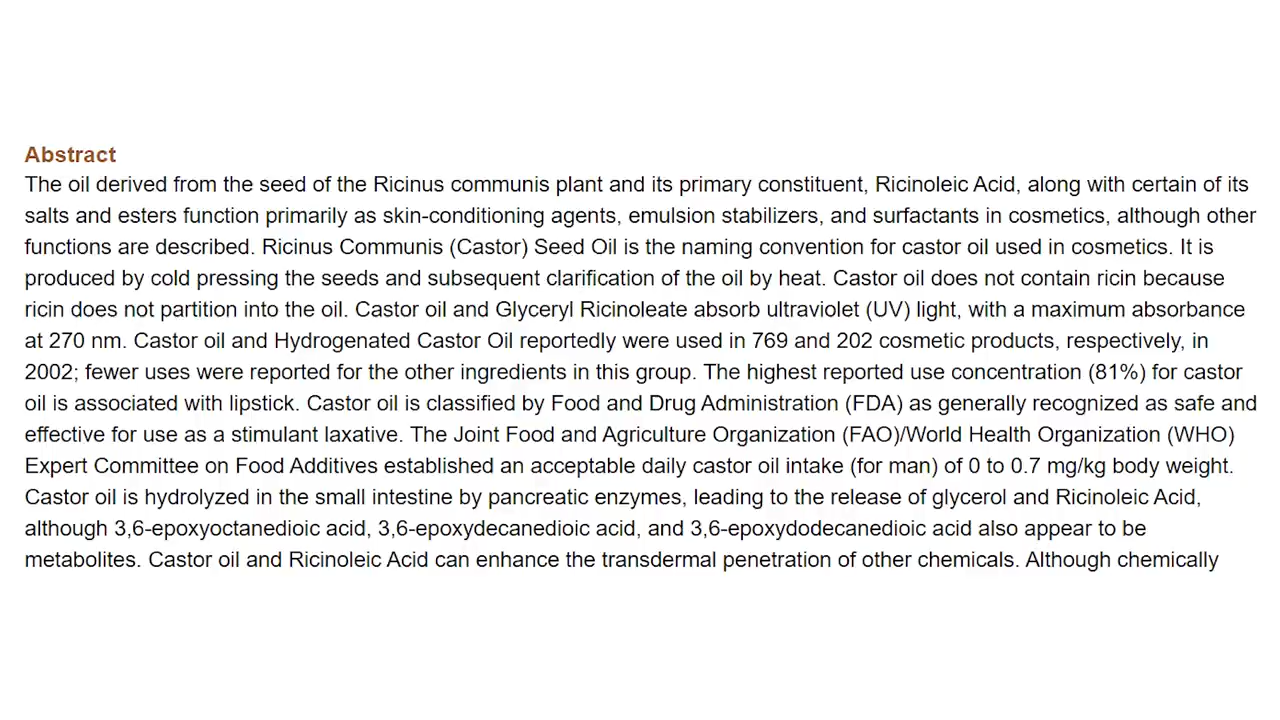 Abstract
The oil derived from the seed of the Ricinus communis plant and its primary constituent, Ricinoleic Acid, along with certain of its
salts and esters function primarily as skin-conditioning agents, emulsion stabilizers, and surfactants in cosmetics, although other
functions are described. Ricinus Communis (Castor) Seed Oil is the naming convention for castor oil used in cosmetics. It is
produced by cold pressing the seeds and subsequent clarification of the oil by heat. Castor oil does not contain ricin because
ricin does not partition into the oil. Castor oil and Glyceryl Ricinoleate absorb ultraviolet (UV) light, with a maximum absorbance
at 270 nm. Castor oil and Hydrogenated Castor Oil reportedly were used in 769 and 202 cosmetic products, respectively, in
2002; fewer uses were reported for the other ingredients in this group. The highest reported use concentration (81%) for castor
oil is associated with lipstick. Castor oil is classified by Food and Drug Administration (FDA) as generally recognized as safe and
effective for use as a stimulant laxative. The Joint Food and Agriculture Organization (FAO)/World Health Organization (WHO)
Expert Committee on Food Additives established an acceptable daily castor oil intake (for man) of 0 to 0.7 mg/kg body weight.
Castor oil is hydrolyzed in the small intestine by pancreatic enzymes, leading to the release of glycerol and Ricinoleic Acid,
although 3,6-epoxyoctanedioic acid, 3,6-epoxydecanedioic acid, and 3,6-epoxydodecanedioic acid also appear to be
metabolites. Castor oil and Ricinoleic Acid can enhance the transdermal penetration of other chemicals. Although chemically